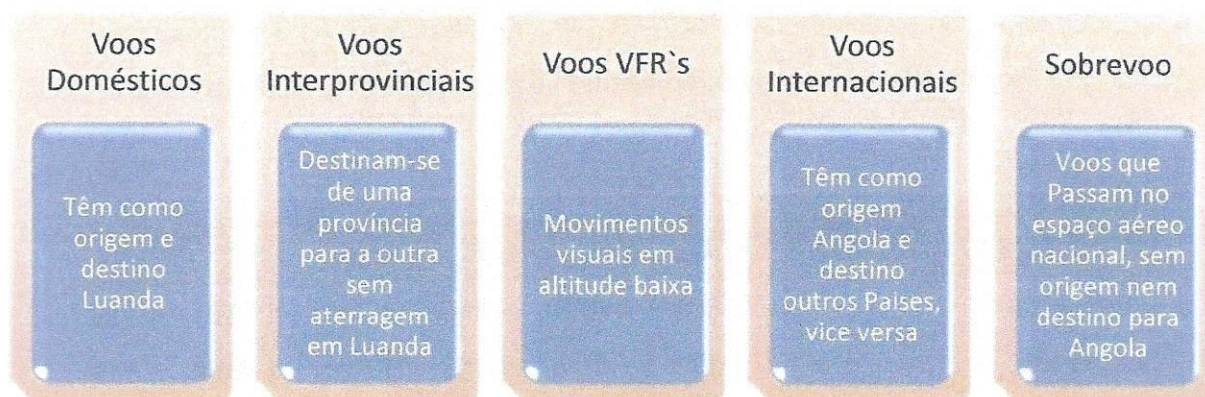 Voos
Domésticos
Têm como
origem e
destino
Luanda
Voos
Interprovinciais
Destinam-se
de uma
província
para a outra
sem
aterragem
em Luanda
Voos VFR`s
Movimentos
visuais em
altitude baixa
Voos
Internacionais
Têm como
origem
Angola e
destino
outros Paises,
vice versa
Sobrevoo
Voos que
Passam no
espaço aéreo
nacional, sem
origem nem
destino para
Angola